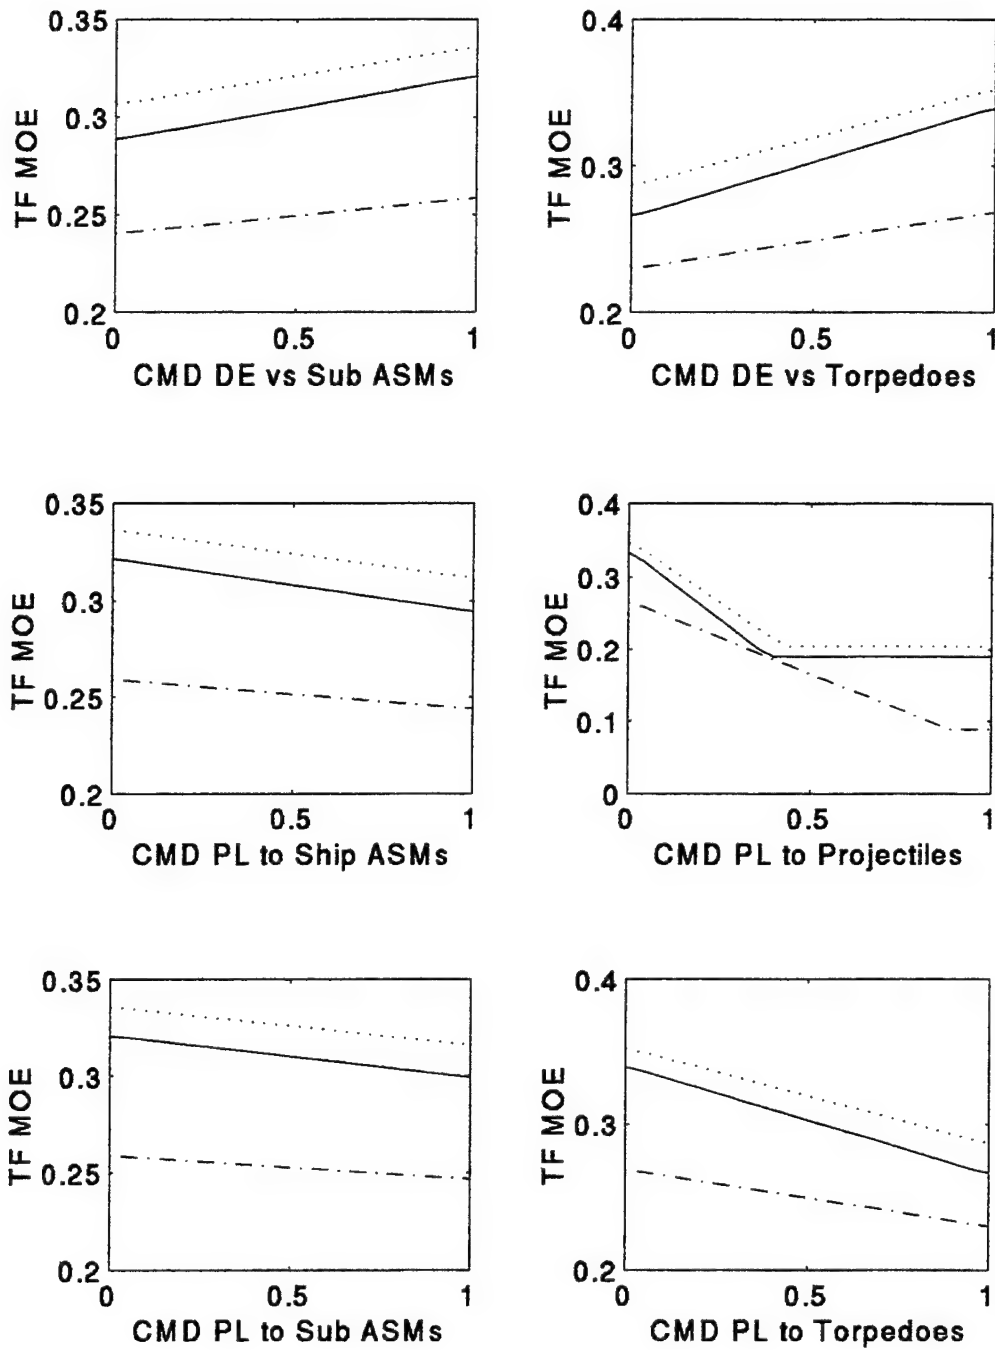 0.35
0.3
0.25
0.2
TF MOE
0 0.5 1
CMD DE vs Sub ASMs
0.4
0.3
0.2
TF MOE
0 0.5 1
CMD DE vs Torpedoes
0.35
0.3
0.25
0.2
TF MOE
0 0.5 1
CMD PL to Ship ASMs
0.4
0.3
0.2
0.1
0
TF MOE
0 0.5 1
CMD PL to Projectiles
0.35
0.3
0.25
0.2
TF MOE
0 0.5 1
CMD PL to Sub ASMs
0.4
0.3
0.2
TF MOE
0 0.5 1
CMD PL to Torpedoes